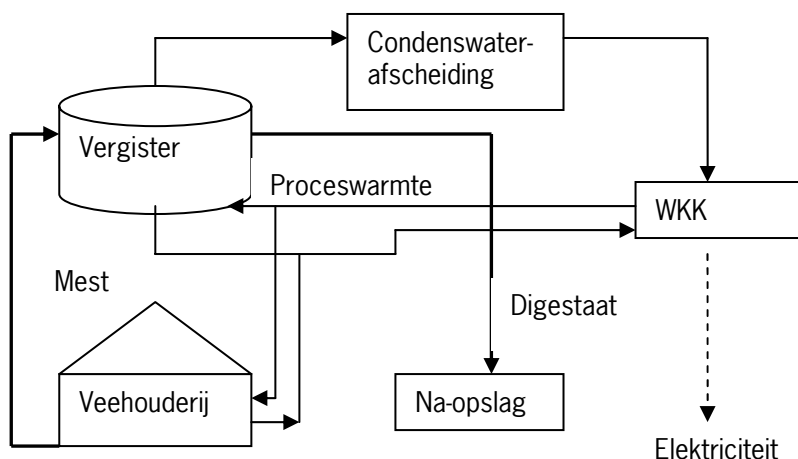 Condenswater-
afscheiding
Vergister
Proceswarmte
WKK
Mest
Digestaat
Veehouderij
Na-opslag
Elektriciteit